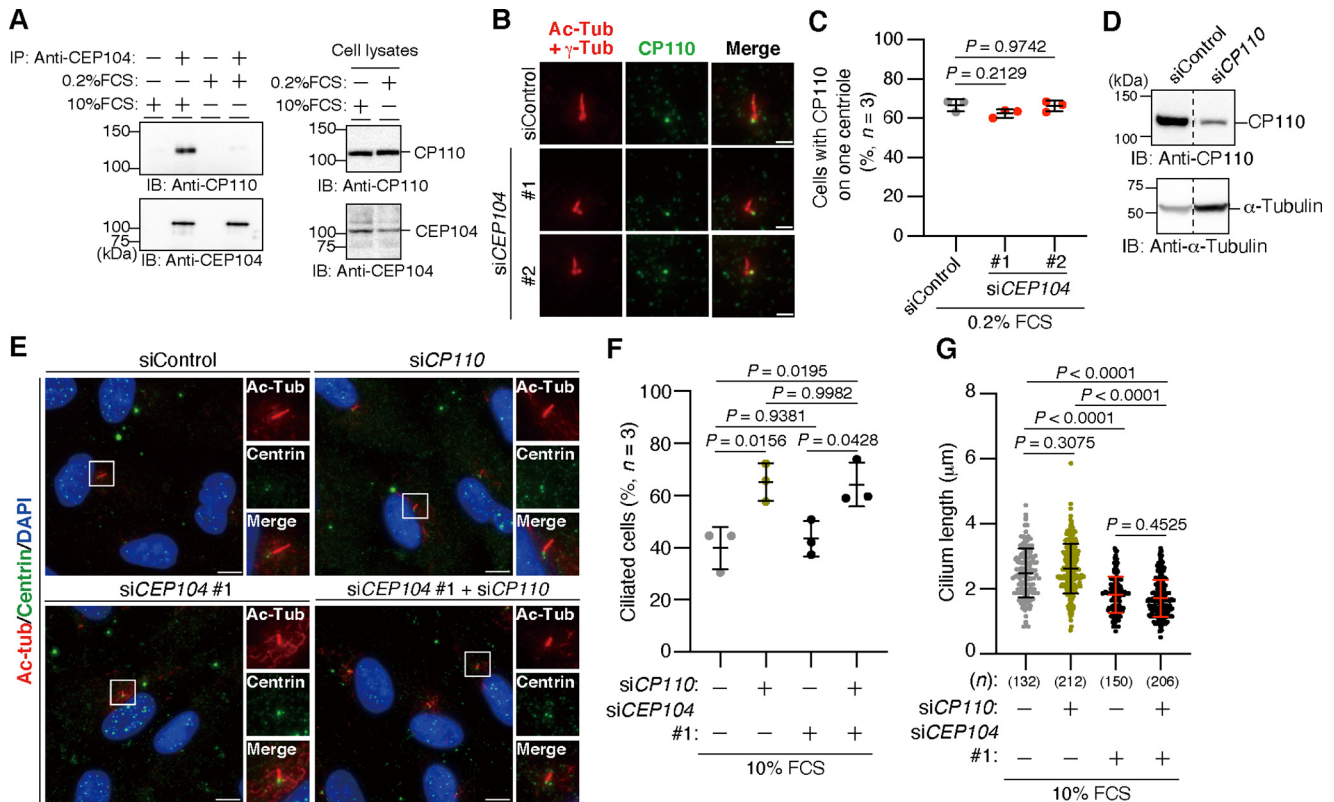 A
IP: Anti-CEP104 — + — +
0.2%FCS: — — + +
10%FCS: + + — —
150
100
IB: Anti-CP110
100
75
(kDa)
IB: Anti-CEP104
Cell lysates
0.2%FCS: — +
10%FCS: + —
150
100
CP110
IB: Anti-CP110
100
75
CEP104
IB: Anti-CEP104
B
Ac-Tub
+ γ-Tub
CP110
Merge
siControl
siCEP104
#1
#2
C
Cells with CP110
on one centriole
(%, n = 3)
100
80
60
40
20
0
P = 0.9742
P = 0.2129
siControl
#1
#2
siCEP104
0.2% FCS
D
siControl
siCP110
(kDa)
150
100
CP110
IB: Anti-CP110
75
50
α-Tubulin
IB: Anti-α-Tubulin
E
Ac-tub/Centrin/DAPI
siControl
Ac-Tub
Centrin
Merge
siCP110
Ac-Tub
Centrin
Merge
siCEP104 #1
Ac-Tub
Centrin
Merge
siCEP104 #1 + siCP110
Ac-Tub
Centrin
Merge
F
Ciliated cells (%, n = 3)
100
80
60
40
20
0
P = 0.0195
P = 0.9982
P = 0.9381
P = 0.0156
P = 0.0428
siCP110: — + — +
siCEP104
#1: — — + +
10% FCS
G
Cilium length (μm)
8
6
4
2
0
P < 0.0001
P < 0.0001
P < 0.0001
P = 0.3075
P = 0.4525
(n): (132) (212) (150) (206)
siCP110: — + — +
siCEP104
#1: — — + +
10% FCS